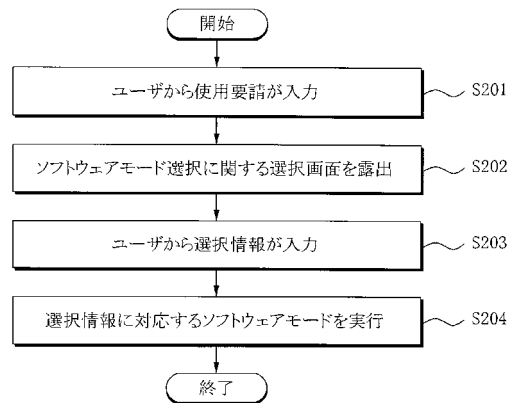 開始
ユーザから使用要請が入力
S201
ソフトウェアモード選択に関する選択画面を露出
S202
ユーザから選択情報が入力
S203
選択情報に対応するソフトウェアモードを実行
S204
終了